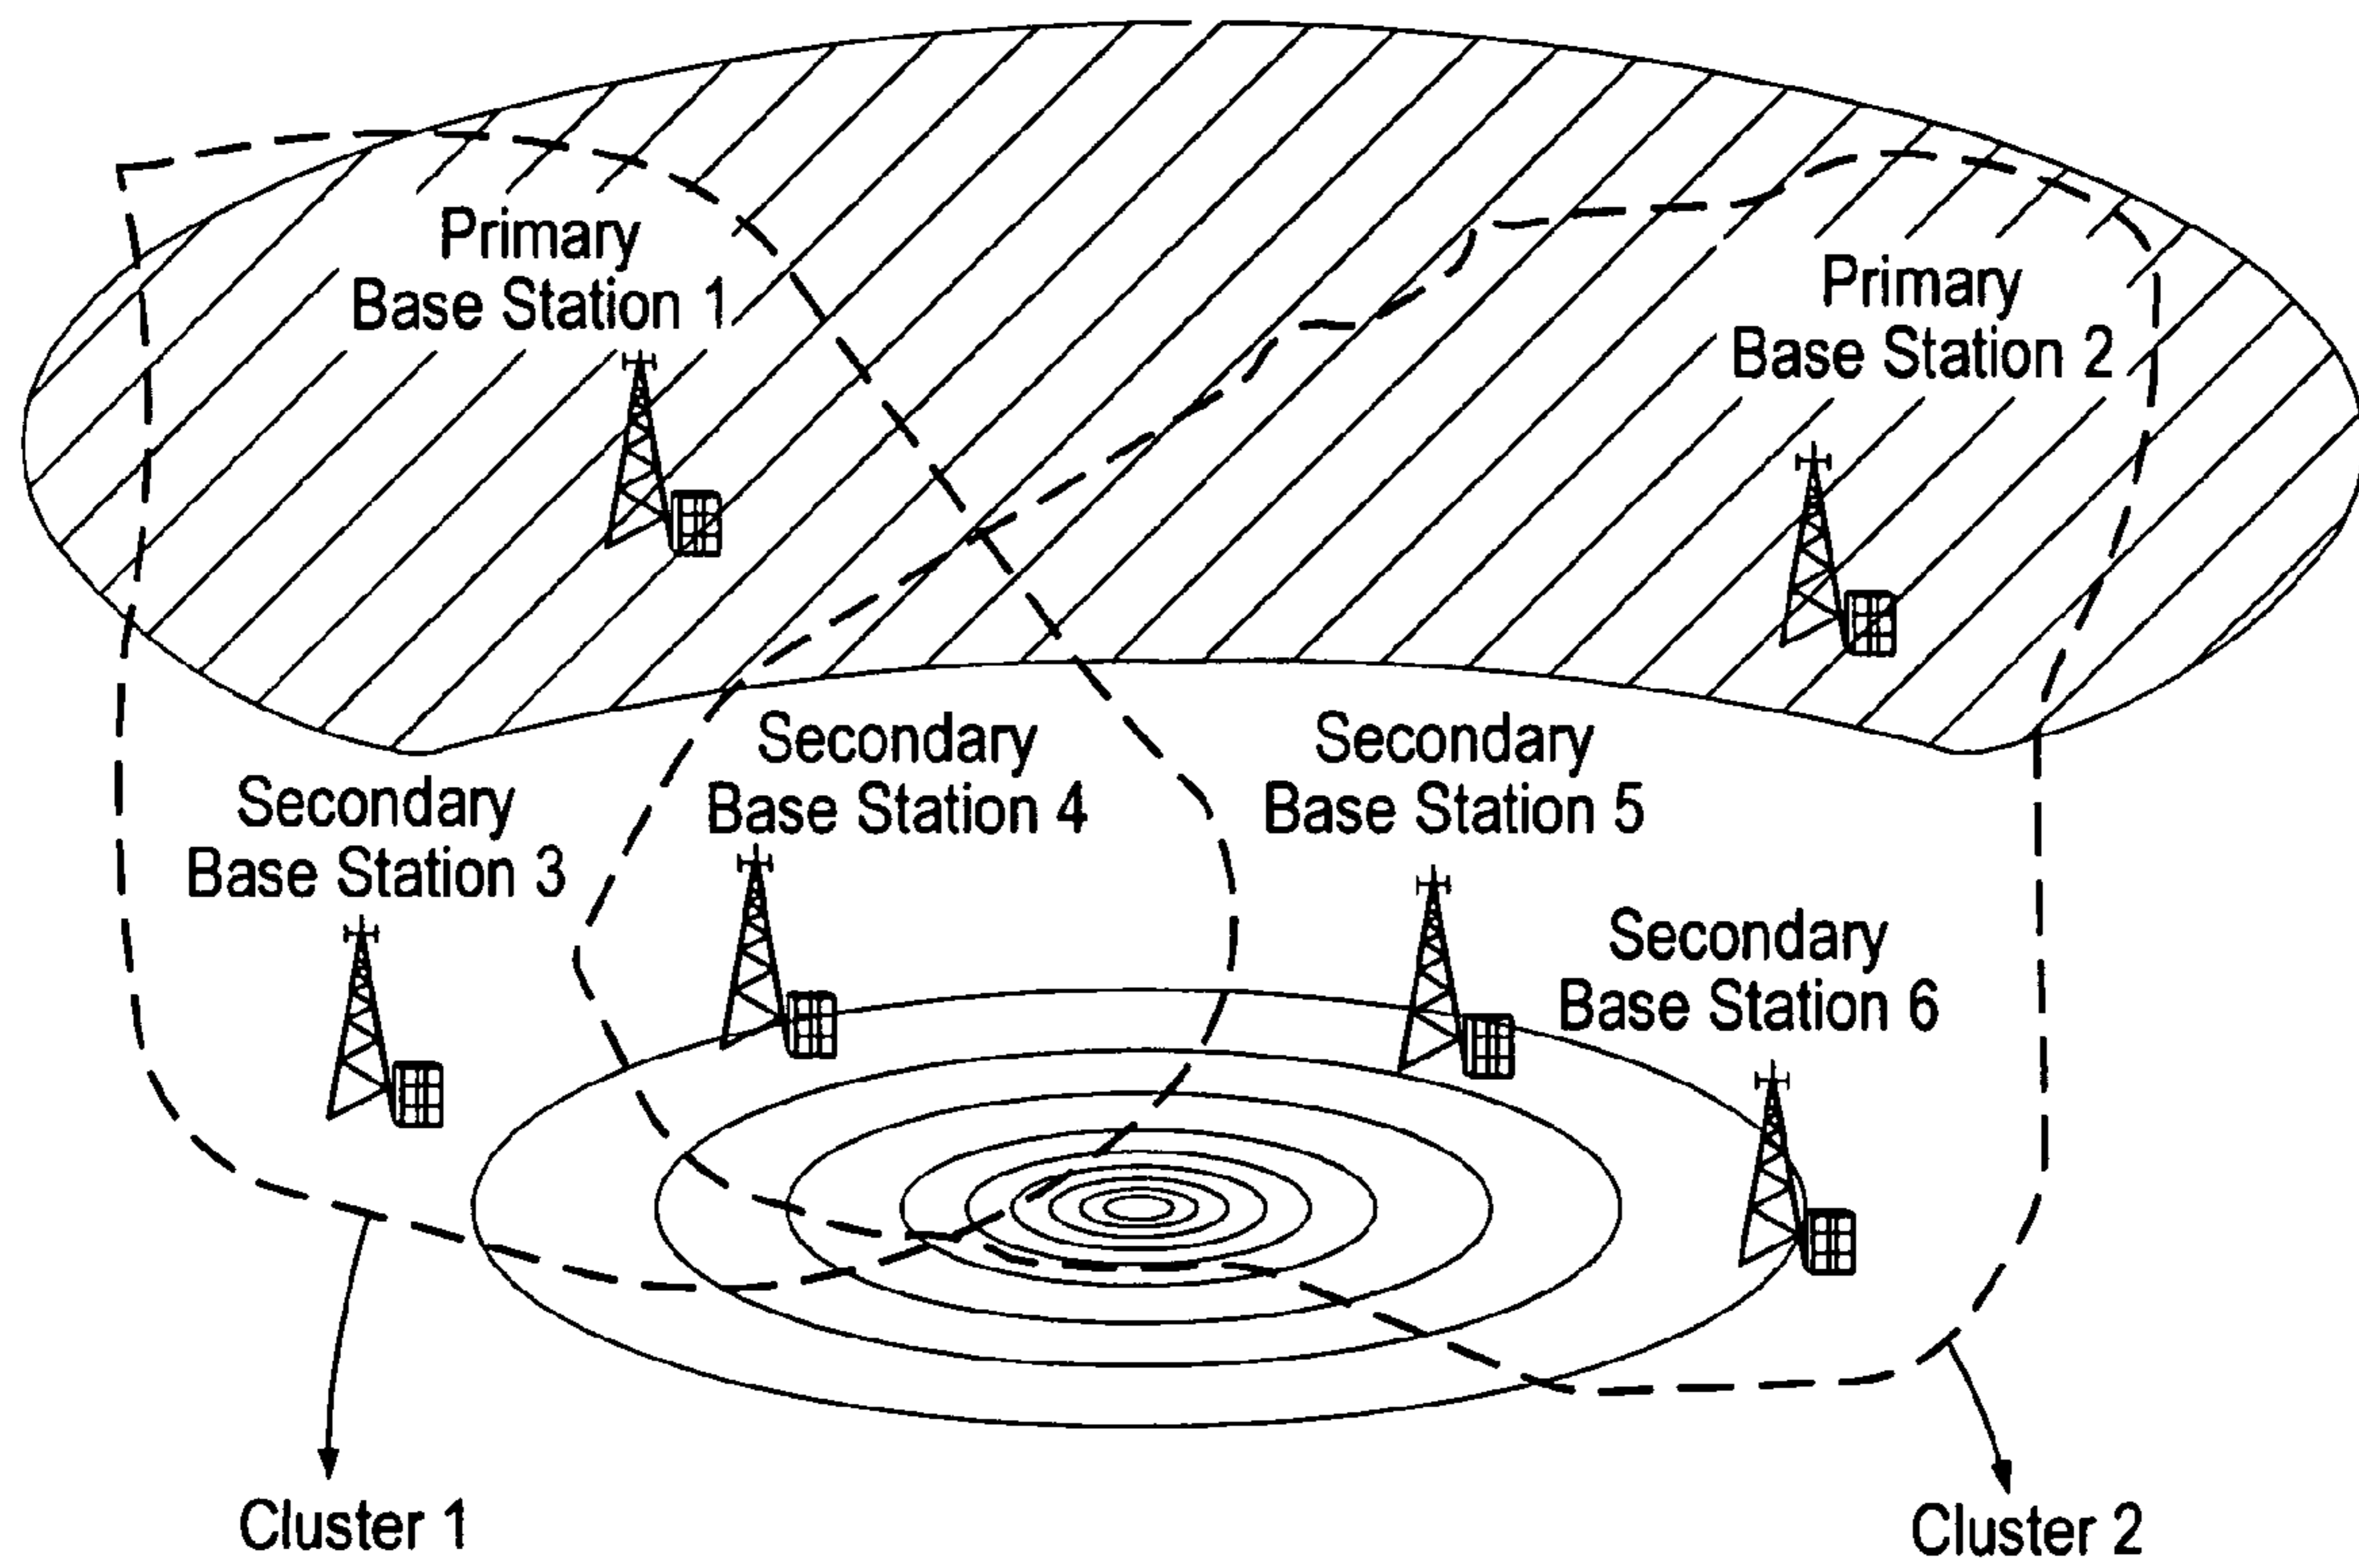 Primary
Base Station 1
Primary
Base Station 2
Secondary
Base Station 3
Secondary
Base Station 4
Secondary
Base Station 5
Secondary
Base Station 6
Cluster 1
Cluster 2